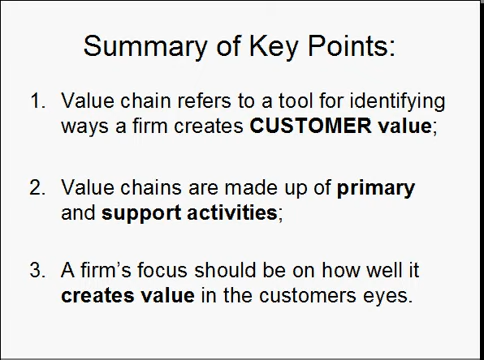 Summary of Key Points:
1. Value chain refers to a tool for identifying
ways a firm creates CUSTOMER value;
2. Value chains are made up of primary
and support activities;
3. A firm's focus should be on how well it
creates value in the customers eyes.